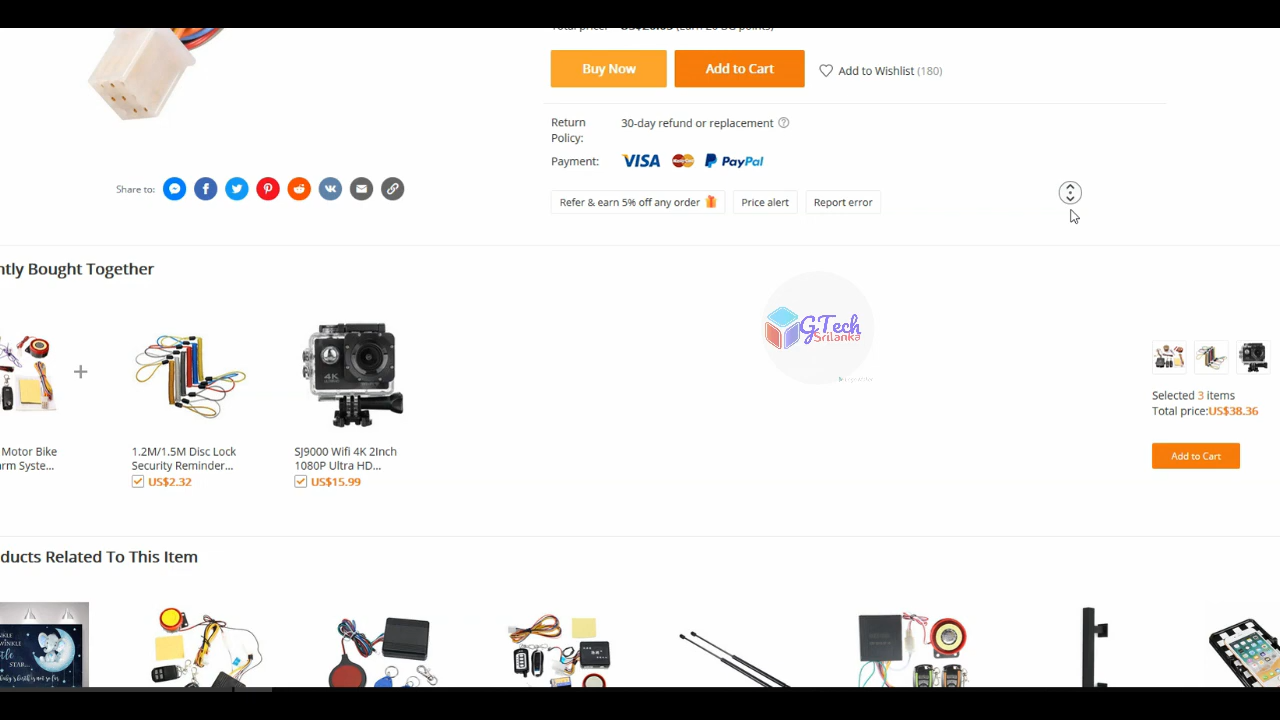 Buy Now
Add to Cart
Add to Wishlist (180)
Return Policy:
30-day refund or replacement
Payment:
VISA
PayPal
Share to:
Refer & earn 5% off any order
Price alert
Report error
ntly Bought Together
GTech
SriLanka
Motor Bike
rm Syste...
1.2M/1.5M Disc Lock
Security Reminder...
US$2.32
SJ9000 Wifi 4K 2Inch
1080P Ultra HD...
US$15.99
Selected 3 items
Total price:US$38.36
Add to Cart
ducts Related To This Item